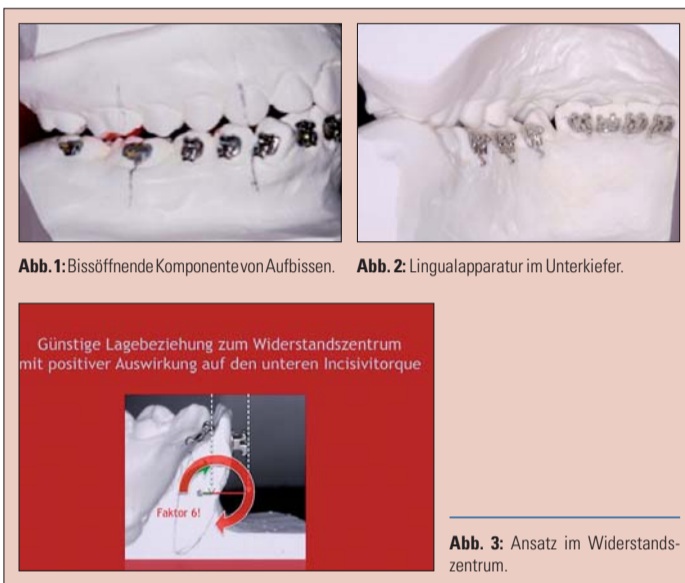 Abb. 1: Bissöffnende Komponente von Aufbissen.
Abb. 2: Lingualapparatur im Unterkiefer.
Günstige Lagebeziehung zum Widerstandszentrum
mit positiver Auswirkung auf den unteren Incisivitorque
Faktor 6!
Abb. 3: Ansatz im Widerstands-
zentrum.